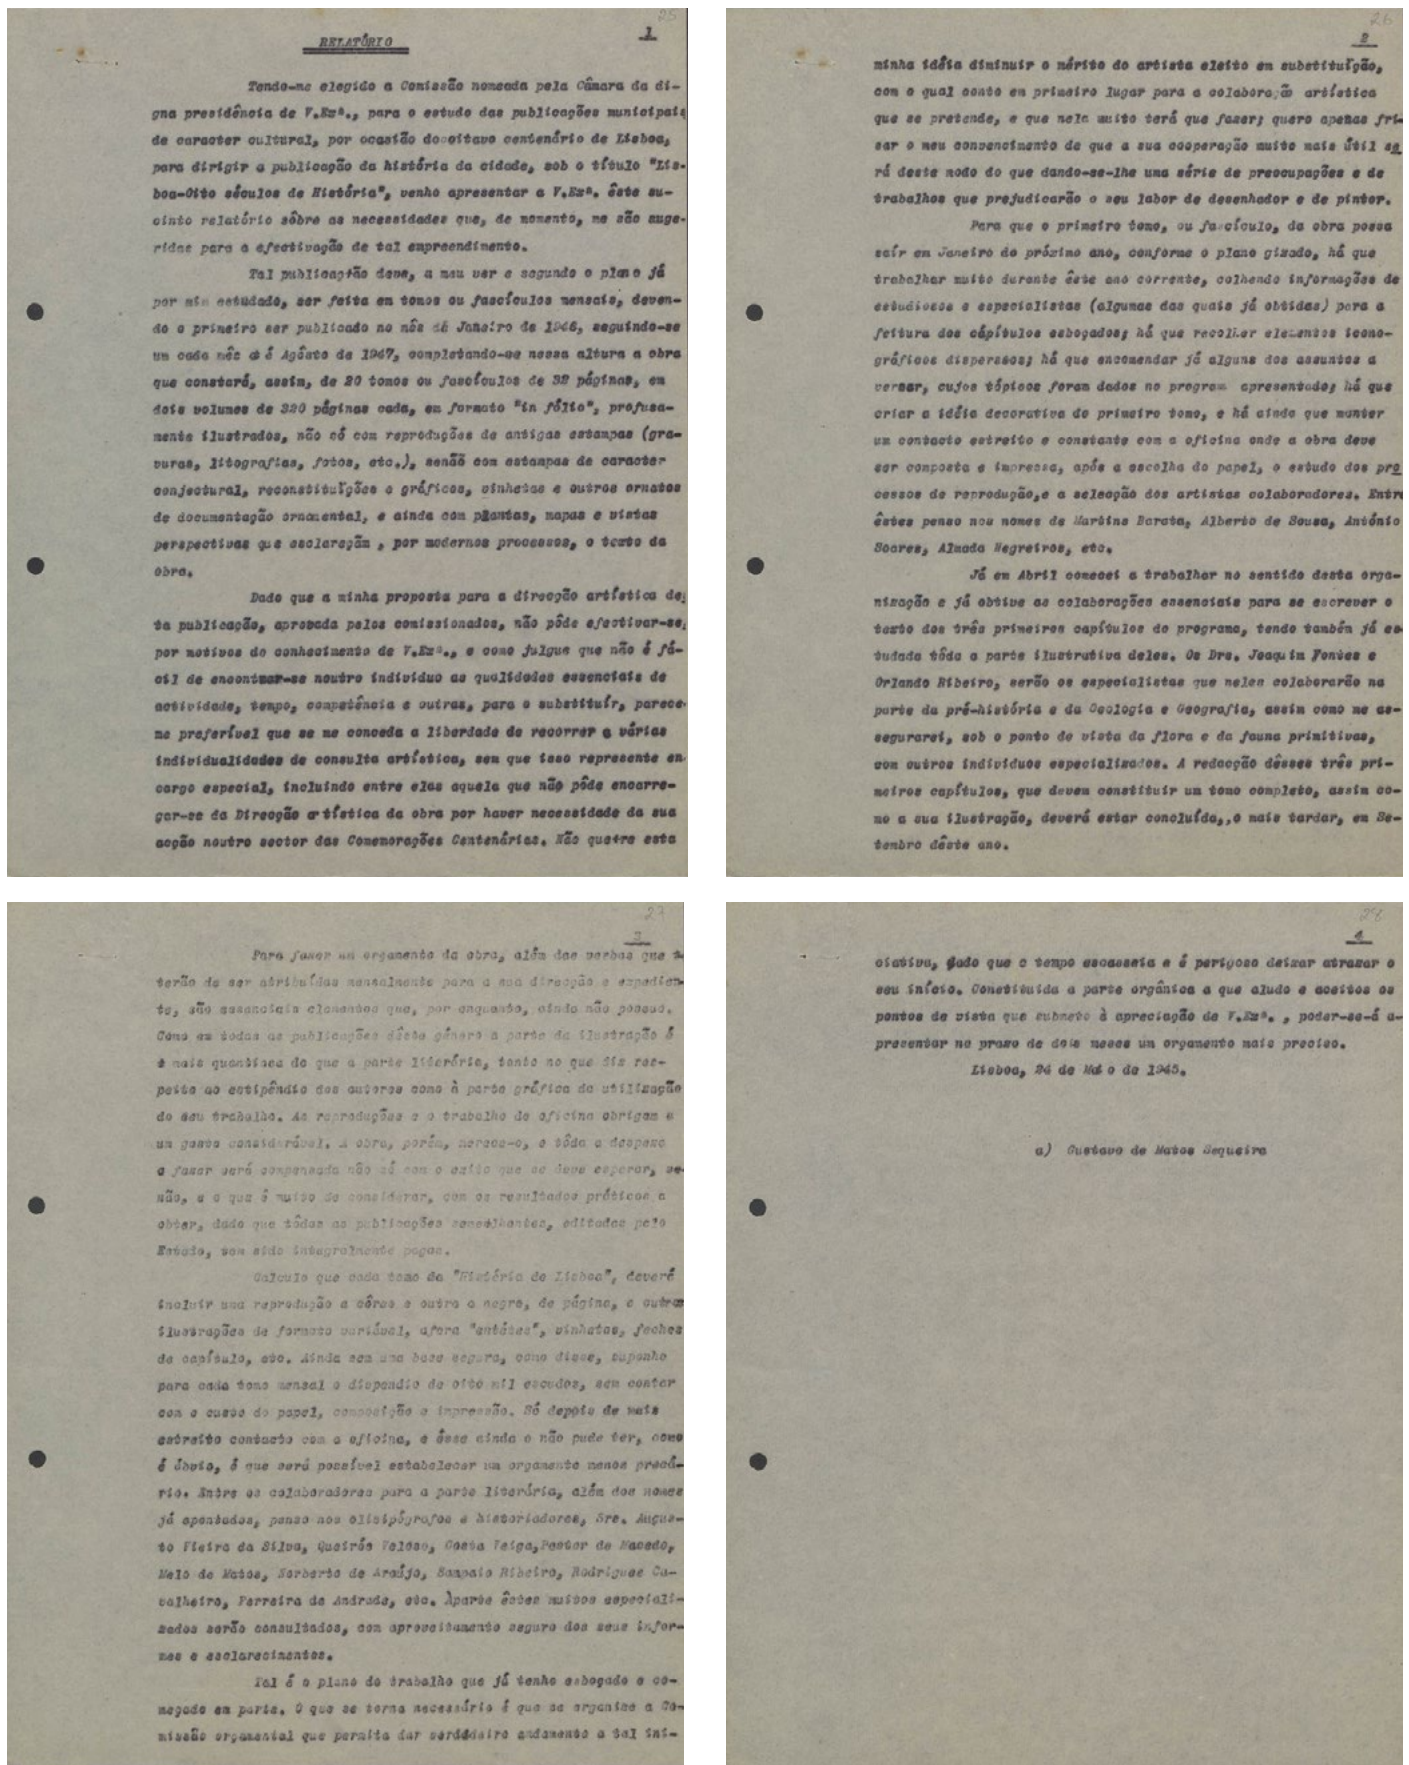 25
1
RELATÓRIO
Tendo-me elegido a Comissão nomeada pela Câmara da di-
gna presidência de V.Exª., para o estudo das publicações municipais
de caracter cultural, por ocasião do oitavo centenário de Lisboa,
para dirigir a publicação da história da cidade, sob o título "Lis-
boa-Oito séculos de História", venho apresentar a V.Exª. êste su-
cinto relatório sôbre as necessidades que, de momento, me são suge-
ridas para a efectivação de tal empreendimento.
Tal publicação deve, a meu ver e segundo o plano já
por mim estudado, ser feita em tomos ou fascículos mensais, deven-
do o primeiro ser publicado no mês de Janeiro de 1946, seguindo-se
um cada mês até Agôsto de 1947, completando-se nessa altura a obra
que constará, assim, de 20 tomos ou fascículos de 32 páginas, em
dois volumes de 320 páginas cada, em formato "in fólio", profusa-
mente ilustrados, não só com reproduções de antigas estampas (gra-
vuras, litografias, fotos, etc.), senão com estampas de caracter
conjectural, reconstituïções e gráficos, vinhetas e outros ornatos
de documentação ornamental, e ainda com plantas, mapas e vistas
perspectivas que esclareçam , por modernos processos, o texto da
obra.
Dado que a minha proposta para a direcção artística des
ta publicação, aprovada pelos comissionados, não pôde efectivar-se,
por motivos do conhecimento de V.Exª., e como julgue que não é fá-
cil de encontrar-se noutro individuo as qualidades essenciais de
actividade, tempo, competência e outras, para o substituír, parece-
me preferível que se me conceda a liberdade de recorrer a várias
individualidades de consulta artística, sem que isso represente en-
cargo especial, incluindo entre elas aquela que não pôde encarre-
gar-se da Direcção artística da obra por haver necessidade da sua
acção noutro sector das Comemorações Centenárias. Não quere esta
26
2
minha idéia diminuir o mérito do artista eleito em substituïção,
com o qual conto em primeiro lugar para a colaboração artística
que se pretende, e que nela muito terá que fazer; quero apenas fri-
sar o meu convencimento de que a sua cooperação muito mais útil se
rá deste modo do que dando-se-lhe uma série de preocupações e de
trabalhos que prejudicarão o seu labor de desenhador e de pintor.
Para que o primeiro tomo, ou fascículo, da obra possa
saír em Janeiro do próximo ano, conforme o plano gizado, há que
trabalhar muito durante êste ano corrente, colhendo informações de
estudiosos e especialistas (algumas das quais já obtidas) para a
feitura dos cápítulos esboçados; há que recolher elementos icono-
gráficos dispersos; há que encomendar já alguns dos assuntos a
versar, cujos tópicos foram dados no program apresentado; há que
criar a idéia decorativa do primeiro tomo, e há ainda que manter
um contacto estreito e constante com a oficina onde a obra deve
ser composta e impressa, após a escolha do papel, o estudo dos pro
cessos de reprodução,e a selecção dos artistas colaboradores. Entre
êstes penso nos nomes de Martins Barata, Alberto de Sousa, António
Soares, Almada Negreiros, etc.
Já em Abril comecei a trabalhar no sentido desta orga-
nização e já obtive as colaborações essenciais para se escrever o
texto dos três primeiros capítulos do programa, tendo também já es-
tudada tôda a parte ilustrativa deles. Os Drs. Joaquim Fontes e
Orlando Ribeiro, serão os especialistas que neles colaborarão na
parte da pré-história e da Geologia e Geografia, assim como me as-
segurarei, sob o ponto de vista da flora e da fauna primitivas,
com outros indivíduos especializados. A redacção dêsses três pri-
meiros capítulos, que devem constituir um tomo completo, assim co-
mo a sua ilustração, deverá estar concluída,,o mais tardar, em Se-
tembro dêste ano.
27
3
Para fazer um orçamento da obra, além das verbas que
terão de ser atribuídas mensalmente para a sua direcção e expedien-
te, são essenciais elementos que, por enquanto, ainda não possuo.
Como em todas as publicações dêste género a parte da ilustração é
mais quantiosa do que a parte literária, tanto no que diz res-
peito ao estipêndio dos autores como à parte gráfica da utilização
do seu trabalho. As reproduções e o trabalho de oficina obrigam a
um gasto considerável. A obra, porém, merece-o, e tôda a despesa
a fazer será compensada não só com o exito que se deve esperar, se-
não, e o que é muito de considerar, com os resultados práticos a
obter, dado que tôdas as publicações semelhantes, editadas pelo
Estado, tem sido integralmente pagas.
Calculo que cada tomo da "História de Lisboa", deverá
incluir uma reprodução a côres e outra a negro, de página, e outras
ilustrações de formato variável, afora "entêtes", vinhetas, fechos
de capítulo, etc. Ainda sem uma base segura, como disse, suponho
para cada tomo mensal o dispendio de oito mil escudos, sem contar
com o custo do papel, composição e impressão. Só depois de mais
estreito contacto com a oficina, e êsse ainda o não pude ter, como
é óbvio, é que será possível estabelecer um orçamento menos precá-
rio. Entre os colaboradores para a parte literária, além dos nomes
já apontados, penso nos olisipógrafos e historiadores, Srs. Augus-
to Vieira da Silva, Queirós Veloso, Costa Veiga,Pastor de Macedo,
Melo de Matos, Norberto de Araújo, Sampaio Ribeiro, Rodrigues Ca-
valheiro, Ferreira de Andrade, etc. Àparte êstes muitos especiali-
zados serão consultados, com aproveitamento seguro dos seus infor-
mes e esclarecimentos.
Tal é o plano do trabalho que já tenho esboçado e co-
meçado em parte. O que se torna necessário é que se organize a Co-
missão orçamental que permita dar verdadeiro andamento a tal ini-
28
4
ciativa, dado que o tempo escasseia e é perigoso deixar atrazar o
seu início. Constituída a parte orgânica a que aludo e aceitos os
pontos de vista que submeto à apreciação de V.Exª. , poder-se-á a-
presentar no prazo de dois meses um orçamento mais preciso.
Lisboa, 24 de Maio de 1945.
a) Gustavo de Matos Sequeira